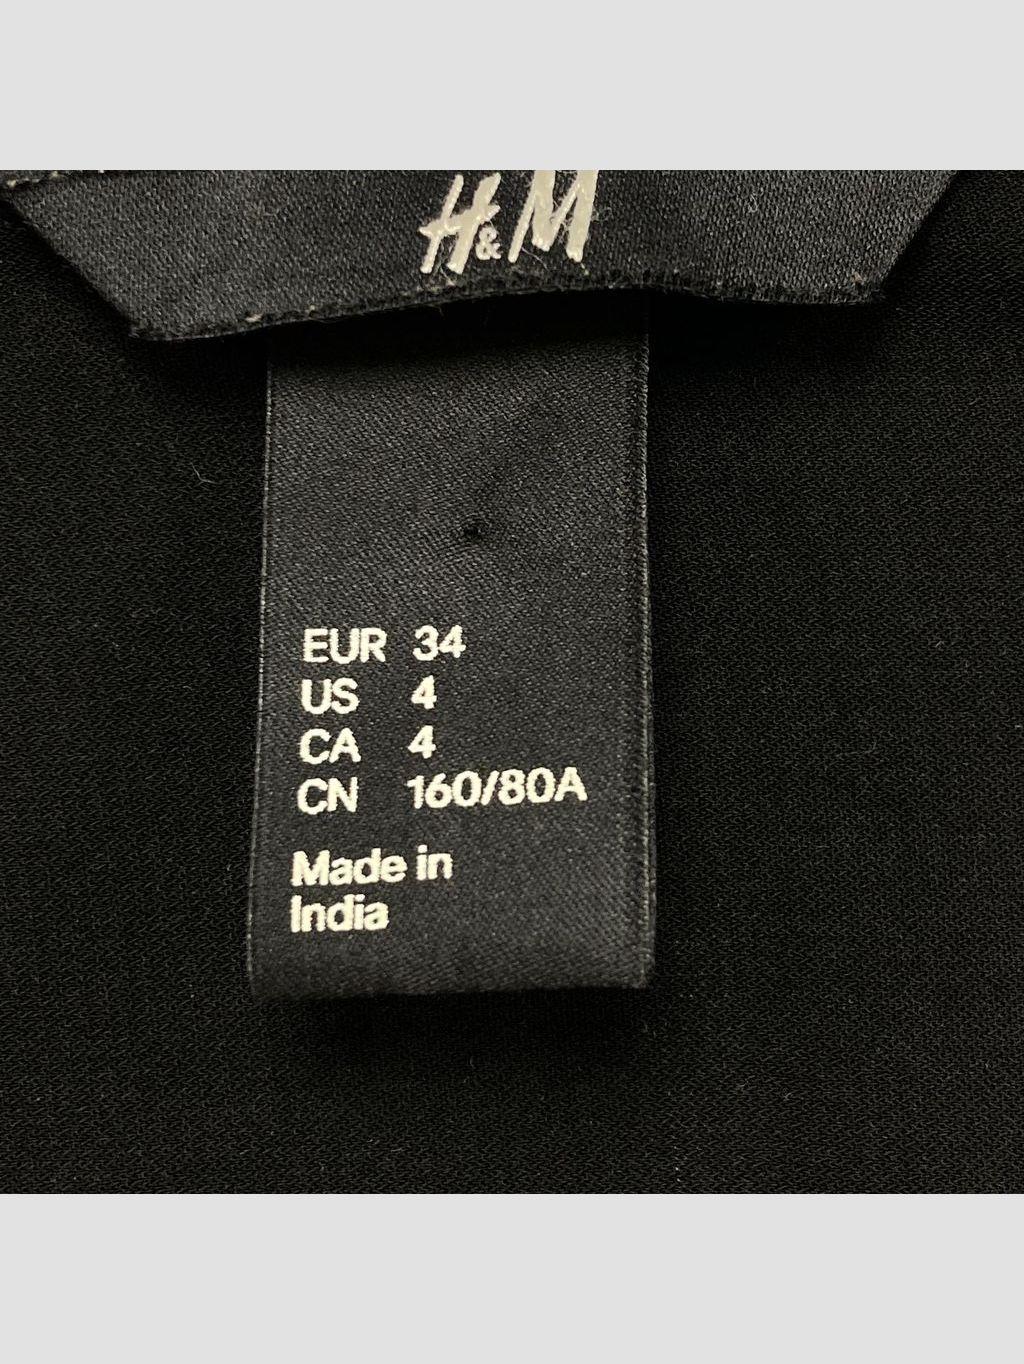 H&M
EUR 34
US 4
CA 4
CN 160/80A
Made in
India